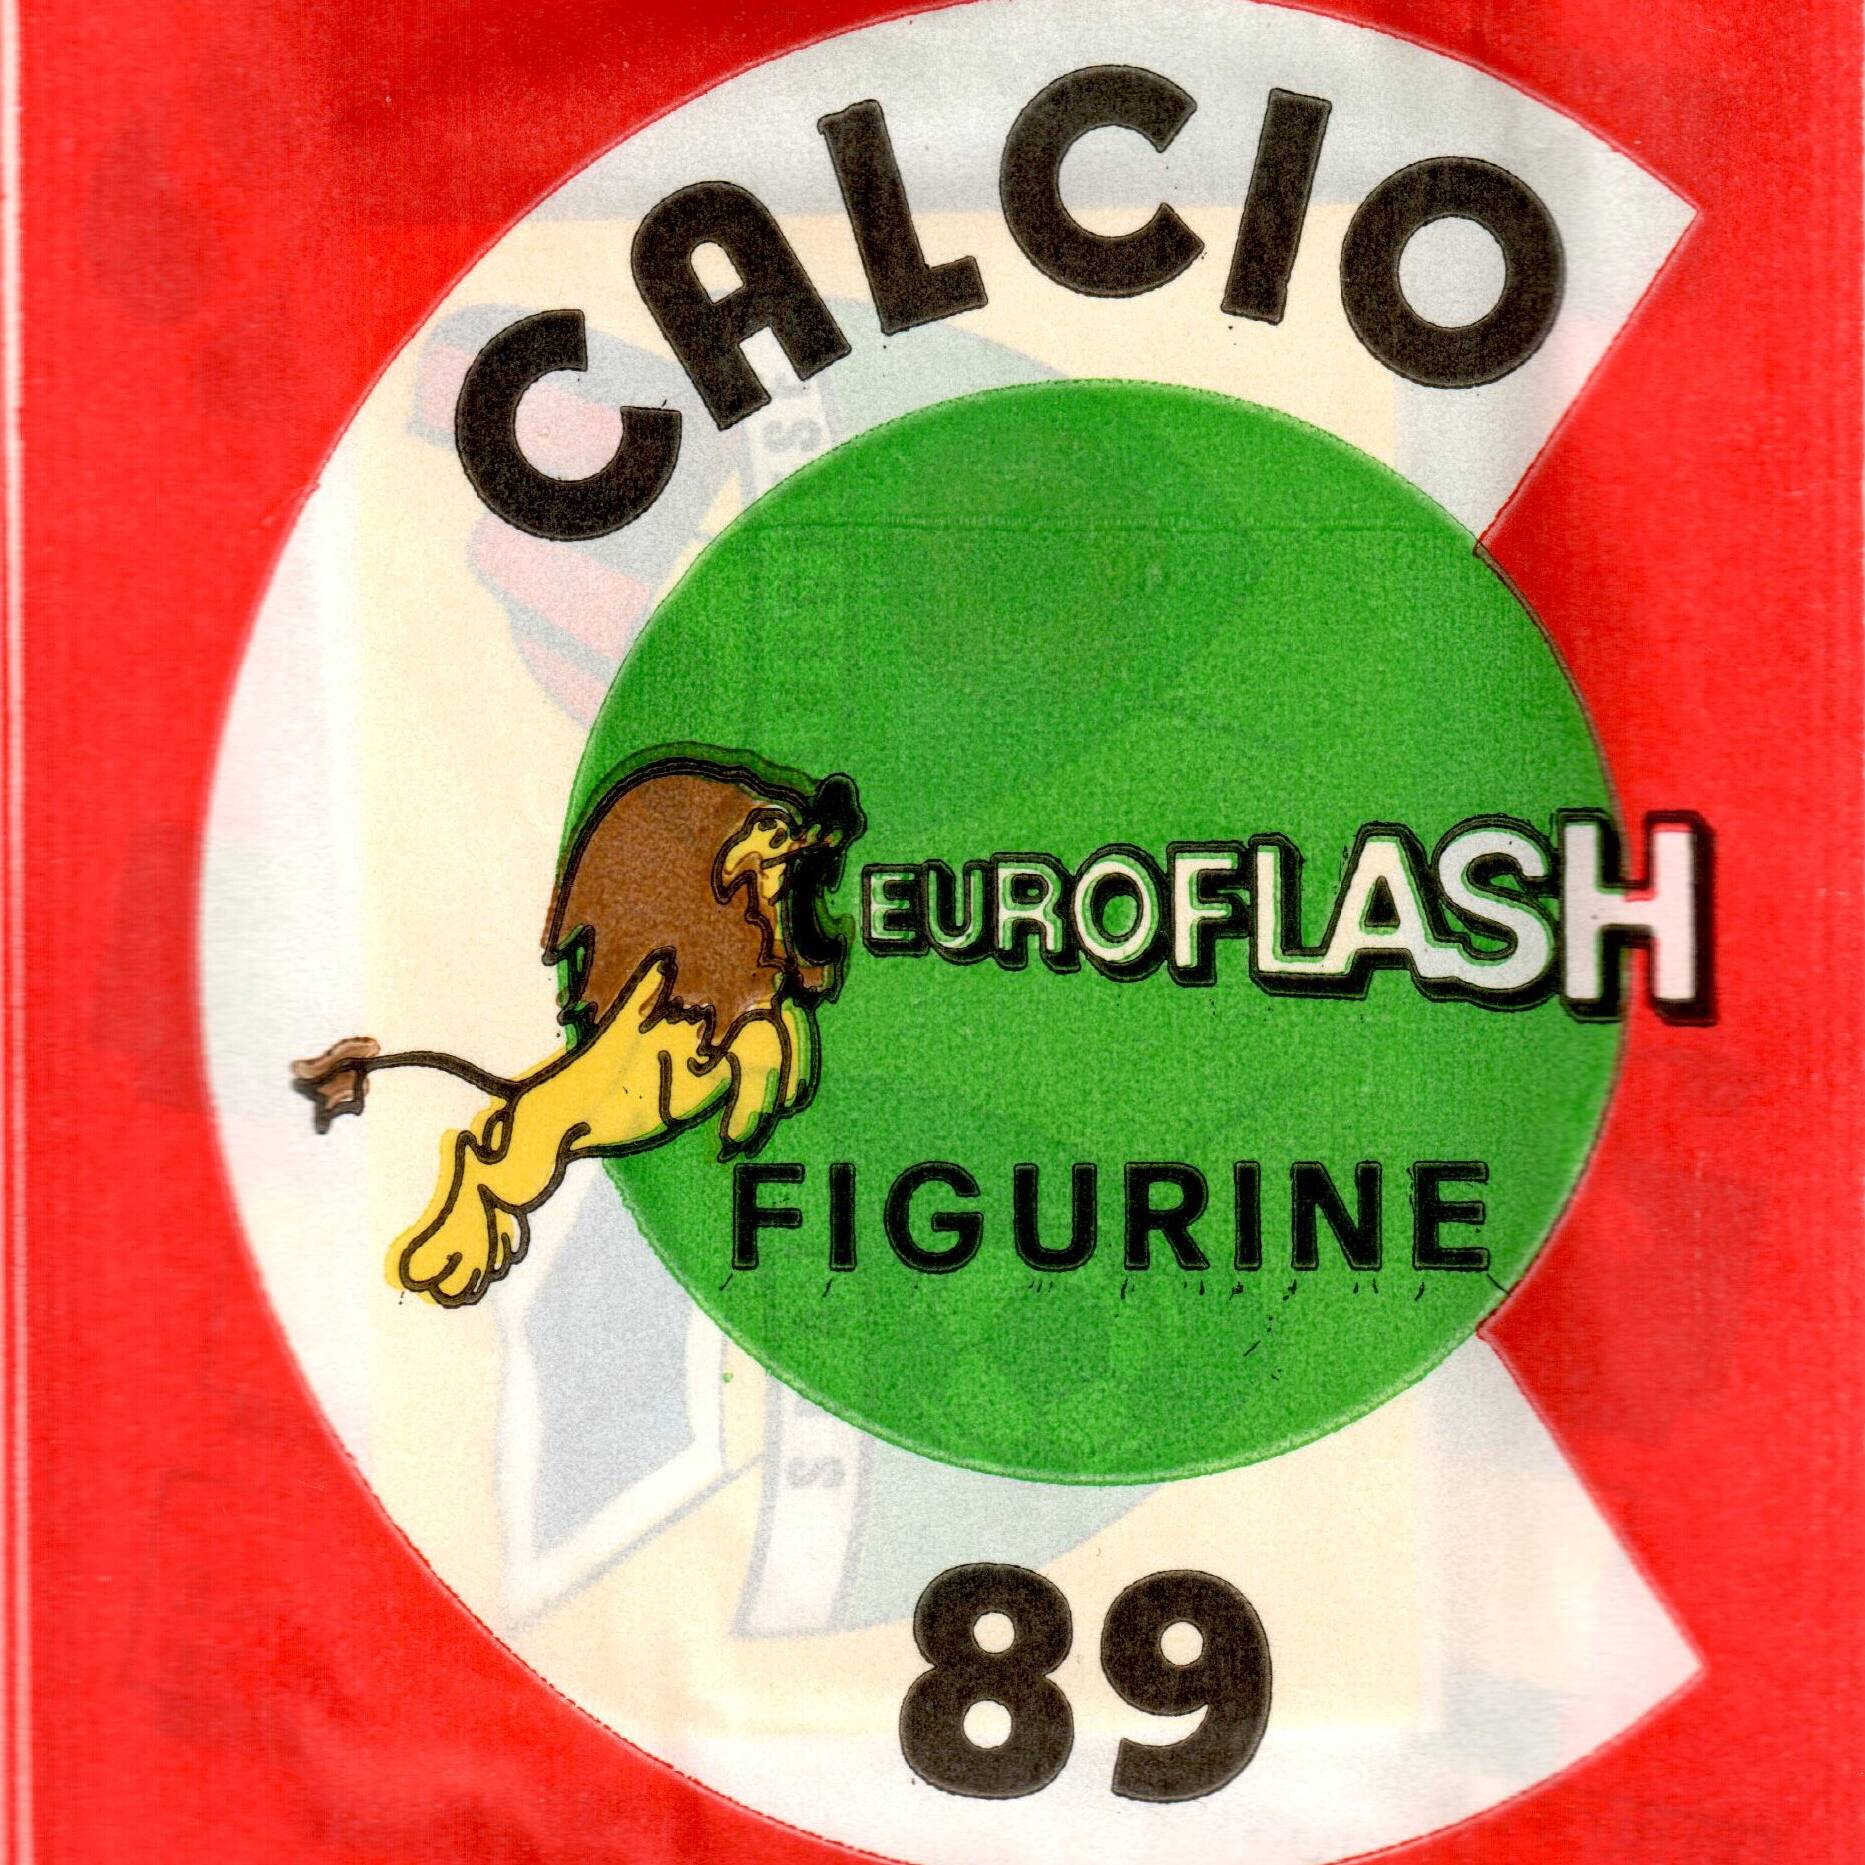 CALCIO
EUROFLASH
FIGURINE
89